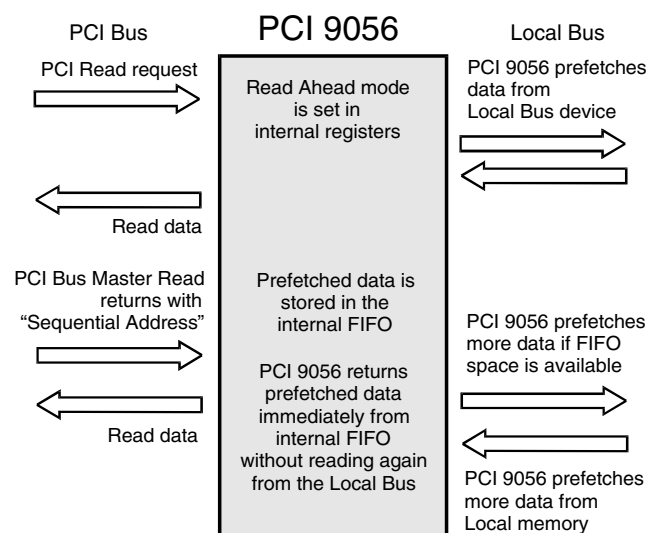 PCI Bus
PCI 9056
Local Bus
PCI Read request
Read Ahead mode
is set in
internal registers
PCI 9056 prefetches
data from
Local Bus device
Read data
PCI Bus Master Read
returns with
“Sequential Address”
Prefetched data is
stored in the
internal FIFO
PCI 9056 prefetches
more data if FIFO
space is available
PCI 9056 returns
prefetched data
immediately from
internal FIFO
without reading again
from the Local Bus
Read data
PCI 9056 prefetches
more data from
Local memory